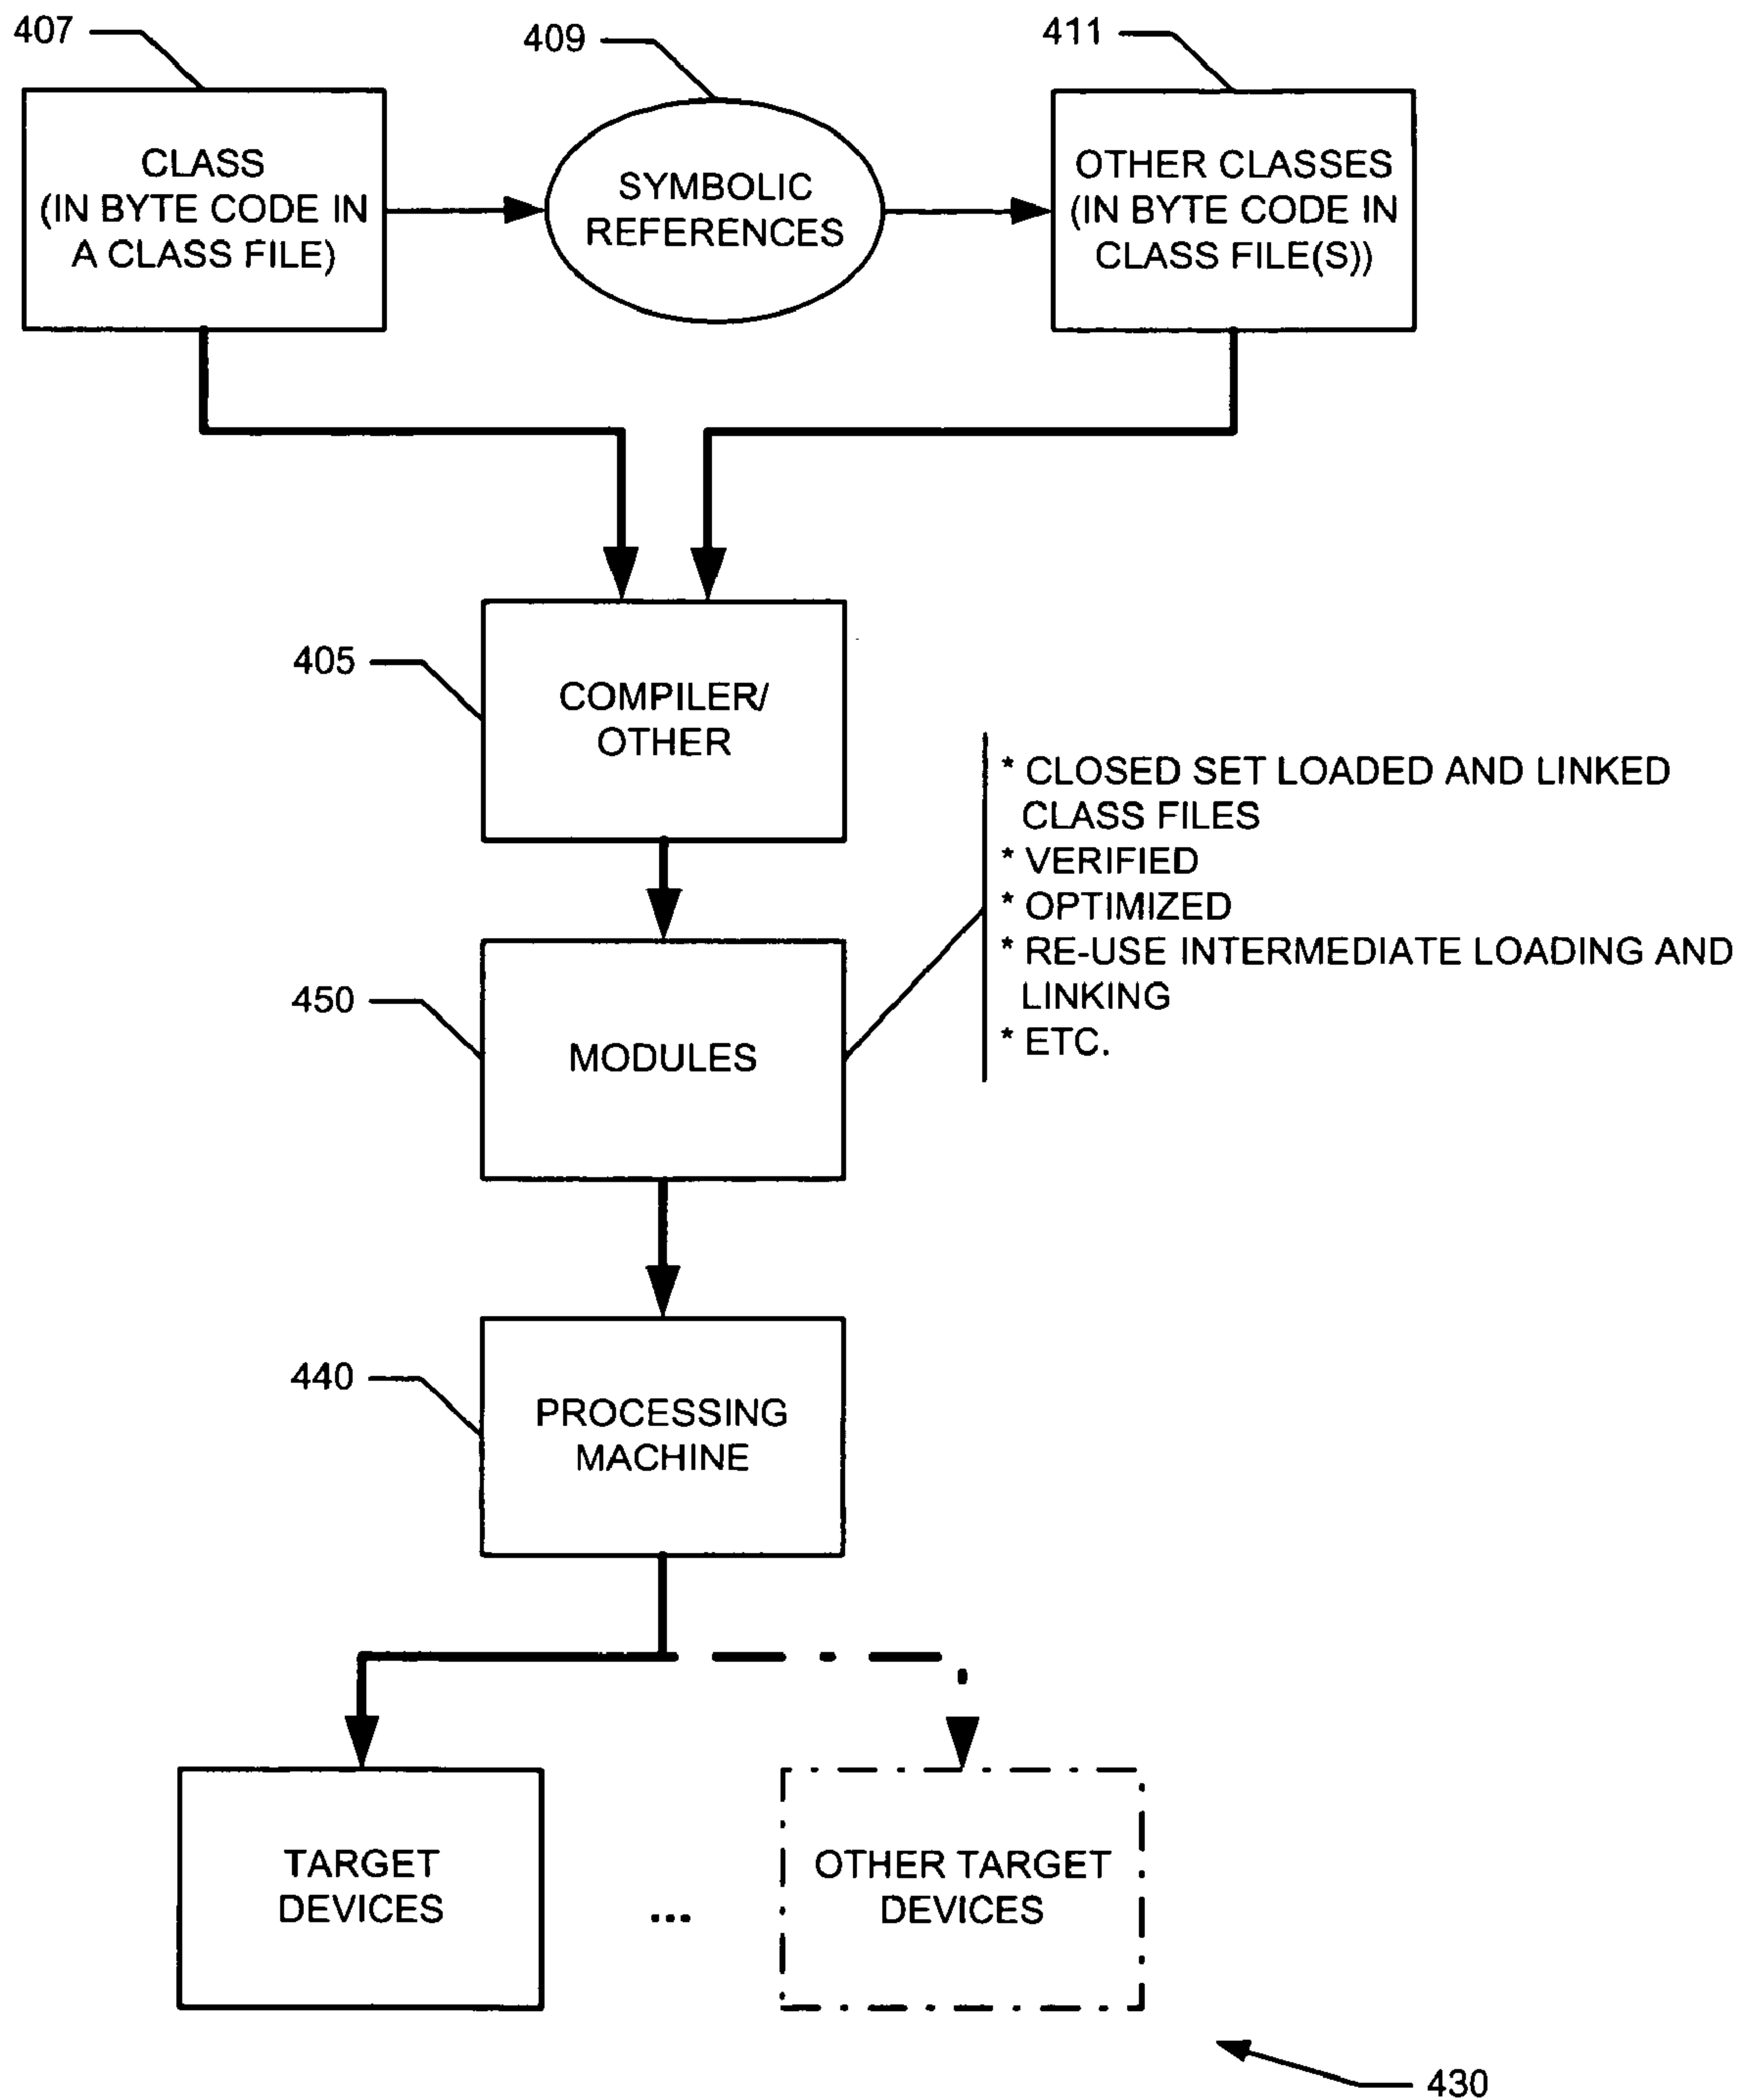 407
409
411
CLASS
(IN BYTE CODE IN
A CLASS FILE)
SYMBOLIC
REFERENCES
OTHER CLASSES
(IN BYTE CODE IN
CLASS FILE(S))
405
COMPILER/
OTHER
* CLOSED SET LOADED AND LINKED
CLASS FILES
* VERIFIED
* OPTIMIZED
* RE-USE INTERMEDIATE LOADING AND
LINKING
* ETC.
450
MODULES
440
PROCESSING
MACHINE
TARGET
DEVICES
...
OTHER TARGET
DEVICES
430